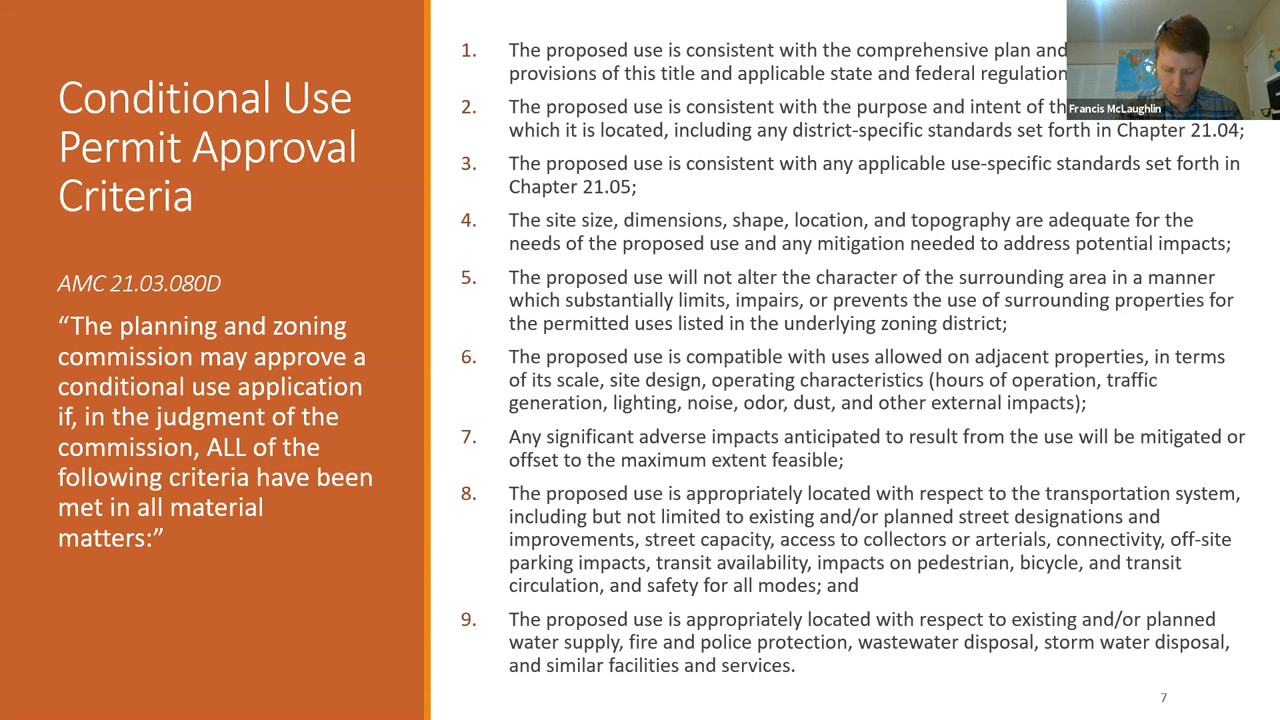 Conditional Use
Permit Approval
Criteria
AMC 21.03.080D
“The planning and zoning
commission may approve a
conditional use application
if, in the judgment of the
commission, ALL of the
following criteria have been
met in all material
matters:”
1. The proposed use is consistent with the comprehensive plan and
provisions of this title and applicable state and federal regulation
2. The proposed use is consistent with the purpose and intent of
which it is located, including any district-specific standards set forth in Chapter 21.04;
3. The proposed use is consistent with any applicable use-specific standards set forth in
Chapter 21.05;
4. The site size, dimensions, shape, location, and topography are adequate for the
needs of the proposed use and any mitigation needed to address potential impacts;
5. The proposed use will not alter the character of the surrounding area in a manner
which substantially limits, impairs, or prevents the use of surrounding properties for
the permitted uses listed in the underlying zoning district;
6. The proposed use is compatible with uses allowed on adjacent properties, in terms
of its scale, site design, operating characteristics (hours of operation, traffic
generation, lighting, noise, odor, dust, and other external impacts);
7. Any significant adverse impacts anticipated to result from the use will be mitigated or
offset to the maximum extent feasible;
8. The proposed use is appropriately located with respect to the transportation system,
including but not limited to existing and/or planned street designations and
improvements, street capacity, access to collectors or arterials, connectivity, off-site
parking impacts, transit availability, impacts on pedestrian, bicycle, and transit
circulation, and safety for all modes; and
9. The proposed use is appropriately located with respect to existing and/or planned
water supply, fire and police protection, wastewater disposal, storm water disposal,
and similar facilities and services.
Francis McLaughlin
7